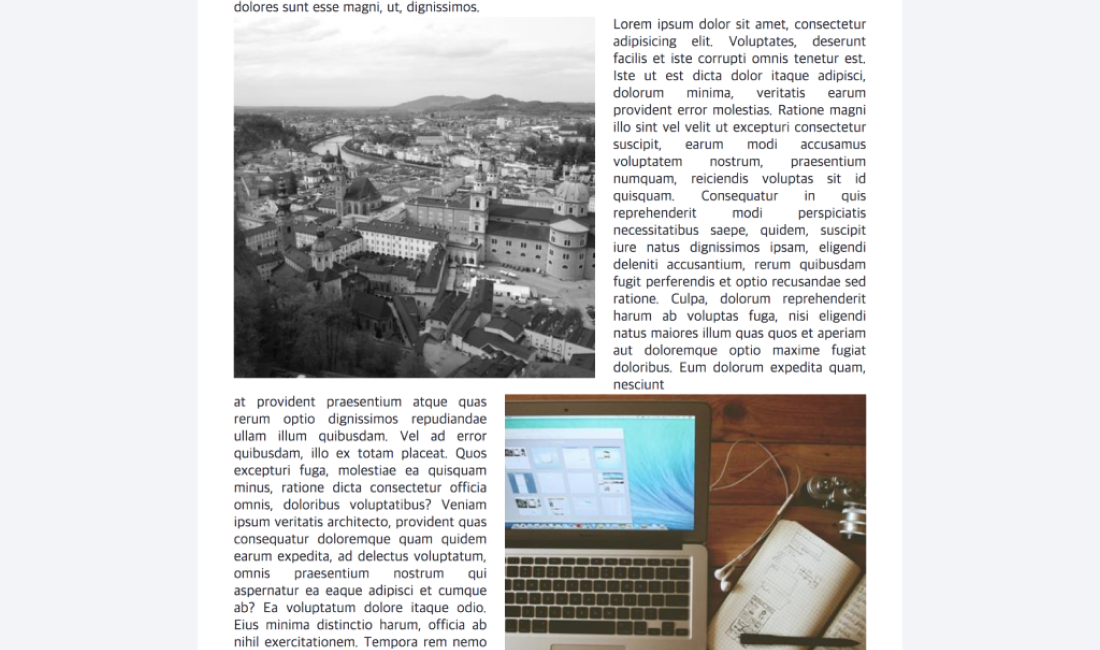 dolores sunt esse magni, ut, dignissimos.
Lorem ipsum dolor sit amet, consectetur
adipisicing elit. Voluptates, deserunt
facilis et iste corrupti omnis tenetur est.
Iste ut est dicta dolor itaque adipisci,
dolorum minima, veritatis earum
provident error molestias. Ratione magni
illo sint vel velit ut excepturi consectetur
suscipit, earum modi accusamus
voluptatem nostrum, praesentium
numquam, reiciendis voluptas sit id
quisquam. Consequatur in quis
reprehenderit modi perspiciatis
necessitatibus saepe, quidem, suscipit
iure natus dignissimos ipsam, eligendi
deleniti accusantium, rerum quibusdam
fugit perferendis et optio recusandae sed
ratione. Culpa, dolorum reprehenderit
harum ab voluptas fuga, nisi eligendi
natus maiores illum quas quos et aperiam
aut doloremque optio maxime fugiat
doloribus. Eum dolorum expedita quam,
nesciunt
at provident praesentium atque quas
rerum optio dignissimos repudiandae
ullam illum quibusdam. Vel ad error
quibusdam, illo ex totam placeat. Quos
excepturi fuga, molestiae ea quisquam
minus, ratione dicta consectetur officia
omnis, doloribus voluptatibus? Veniam
ipsum veritatis architecto, provident quas
consequatur doloremque quam quidem
earum expedita, ad delectus voluptatum,
omnis praesentium nostrum qui
aspernatur ea eaque adipisci et cumque
ab? Ea voluptatum dolore itaque odio.
Eius minima distinctio harum, officia ab
nihil exercitationem. Tempora rem nemo